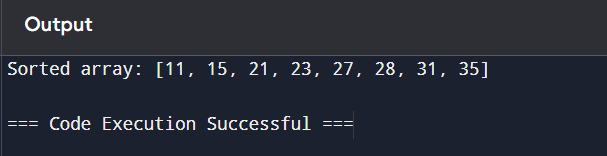 Output
Sorted array: [11, 15, 21, 23, 27, 28, 31, 35]
=== Code Execution Successful ===